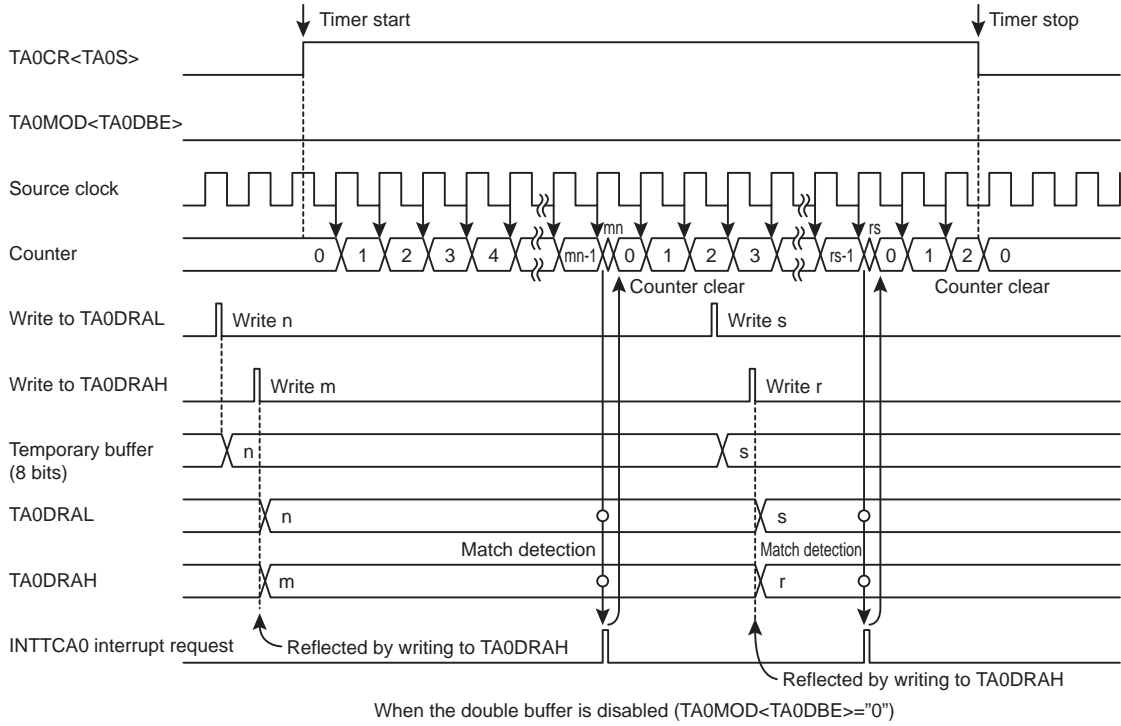 Timer start
Timer stop
TA0CR<TA0S>
TA0MOD<TA0DBE>
Source clock
mn
rs
Counter
0 1 2 3 4 mn-1 0 1 2 3 rs-1 0 1 2 0
Counter clear
Counter clear
Write to TA0DRAL
Write n
Write s
Write to TA0DRAH
Write m
Write r
Temporary buffer
(8 bits)
n
s
TA0DRAL
n
s
Match detection
Match detection
TA0DRAH
m
r
INTTCA0 interrupt request
Reflected by writing to TA0DRAH
Reflected by writing to TA0DRAH
When the double buffer is disabled (TA0MOD<TA0DBE>=”0”)